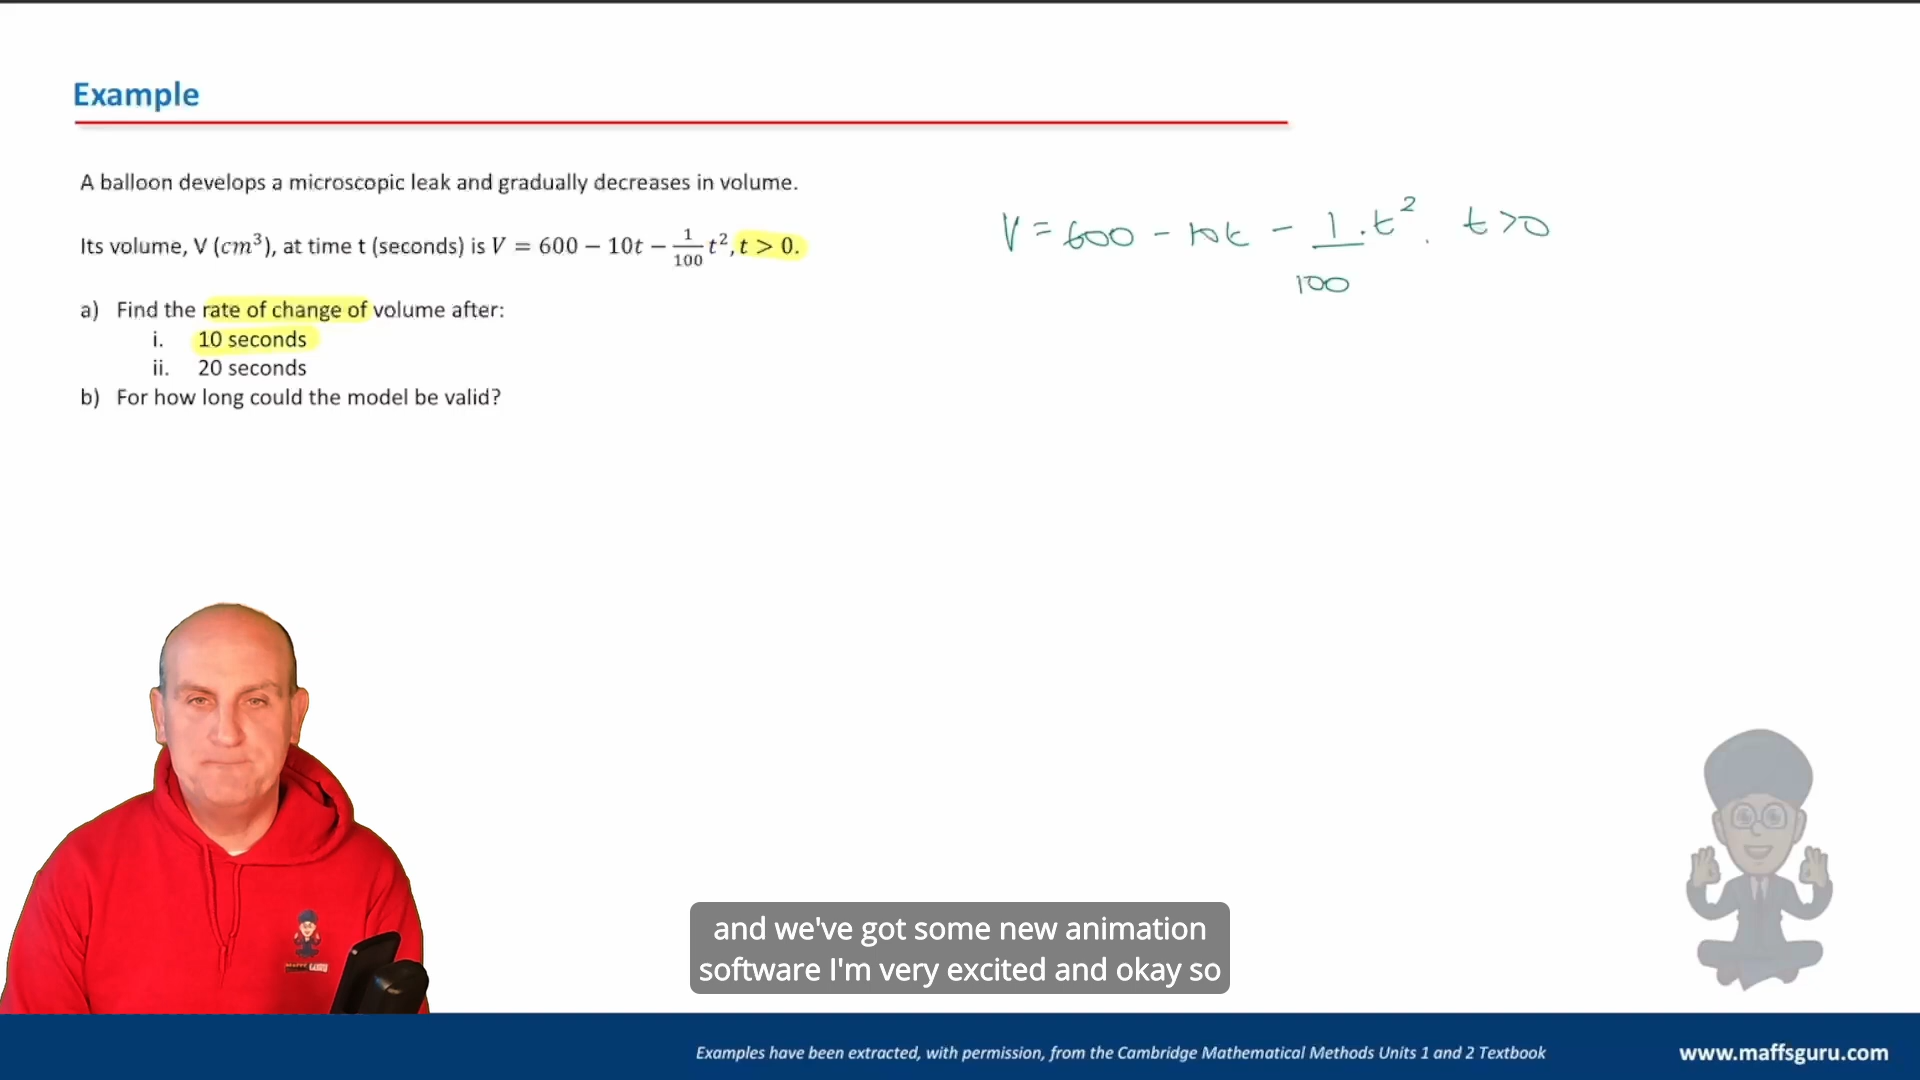 Example
A balloon develops a microscopic leak and gradually decreases in volume.
Its volume, V (cm³), at time t (seconds) is V = 600 − 10t − 1/100 t², t > 0.
V = 600 - 10t - 1/100 . t². t>0
a) Find the rate of change of volume after:
i. 10 seconds
ii. 20 seconds
b) For how long could the model be valid?
MAFFS GURU
and we've got some new animation
software I'm very excited and okay so
Examples have been extracted, with permission, from the Cambridge Mathematical Methods Units 1 and 2 Textbook
www.maffsguru.com